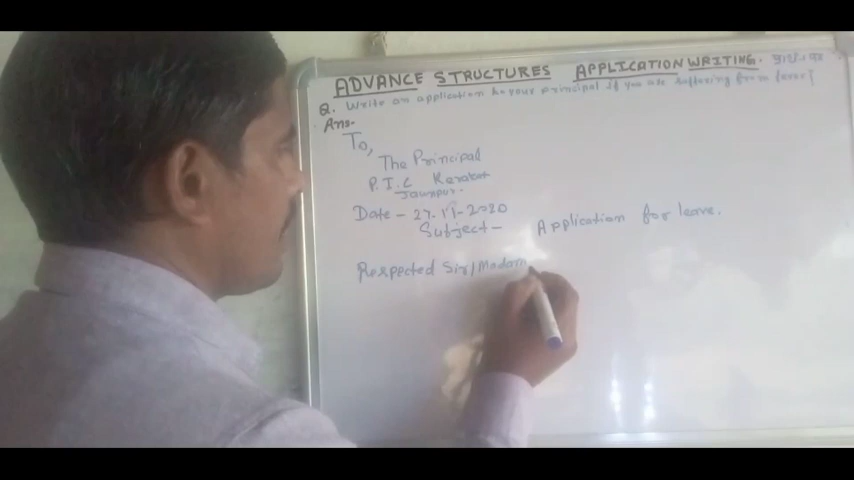 ADVANCE STRUCTURES APPLICATION WRITING.
Q. Write an application to your principal if you are suffering from fever?
Ans-
To,
The Principal
P.I.C Kerakat
Jaunpur.
Date - 27-11-2020
Subject - Application for leave.
Respected Sir/Madam